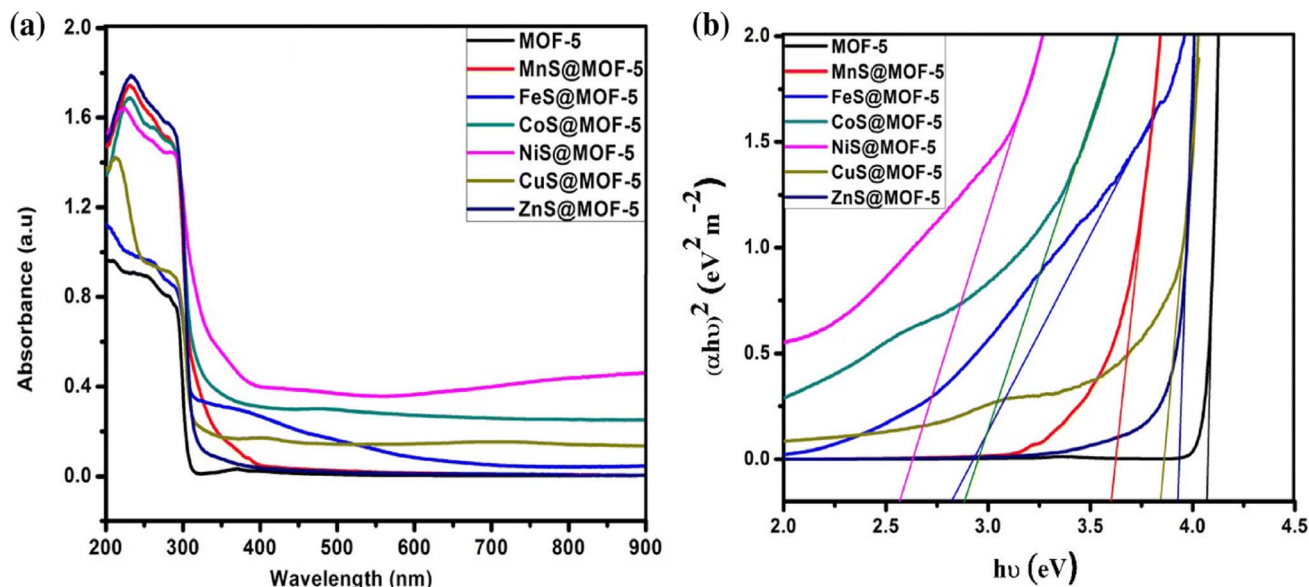 (a)
2.0
1.6
1.2
0.8
0.4
0.0
Absorbance (a.u)
200 300 400 500 600 700 800 900
Wavelength (nm)
MOF-5
MnS@MOF-5
FeS@MOF-5
CoS@MOF-5
NiS@MOF-5
CuS@MOF-5
ZnS@MOF-5
(b)
2.0
1.5
1.0
0.5
0.0
(αhυ)² (eV² m⁻²)
2.0 2.5 3.0 3.5 4.0 4.5
hυ (eV)
MOF-5
MnS@MOF-5
FeS@MOF-5
CoS@MOF-5
NiS@MOF-5
CuS@MOF-5
ZnS@MOF-5